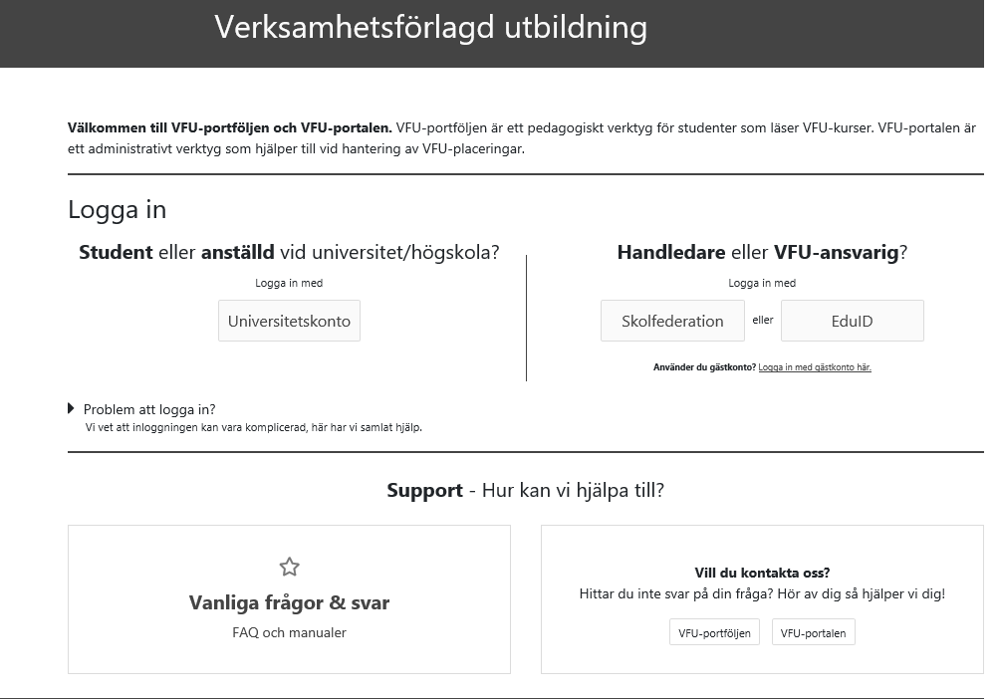 Verksamhetsförlagd utbildning
Välkommen till VFU-portföljen och VFU-portalen. VFU-portföljen är ett pedagogiskt verktyg för studenter som läser VFU-kurser. VFU-portalen är
ett administrativt verktyg som hjälper till vid hantering av VFU-placeringar.
Logga in
Student eller anställd vid universitet/högskola?
Logga in med
Universitetskonto
Handledare eller VFU-ansvarig?
Logga in med
Skolfederation eller EduID
Använder du gästkonto? Logga in med gästkonto här.
Problem att logga in?
Vi vet att inloggningen kan vara komplicerad, här har vi samlat hjälp.
Support - Hur kan vi hjälpa till?
Vanliga frågor & svar
FAQ och manualer
Vill du kontakta oss?
Hittar du inte svar på din fråga? Hör av dig så hjälper vi dig!
VFU-portföljen VFU-portalen